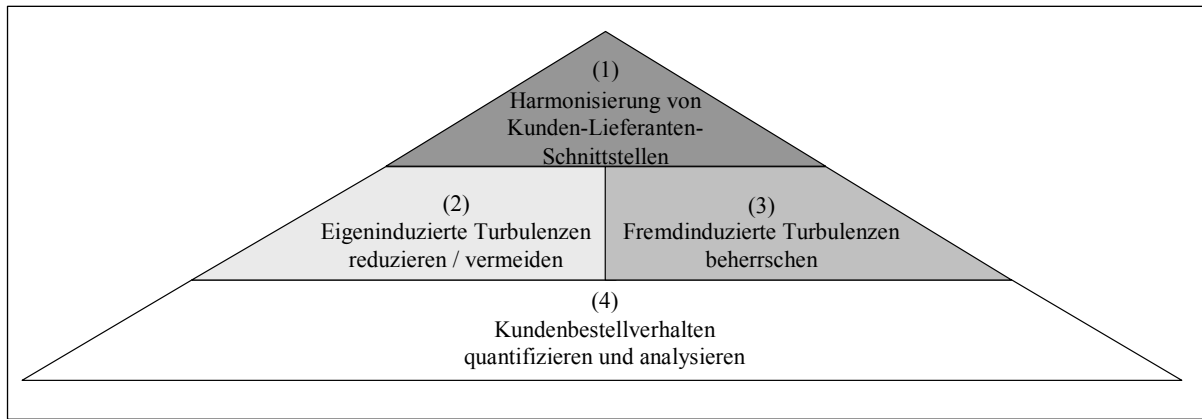 (1)
Harmonisierung von
Kunden-Lieferanten-
Schnittstellen
(2)
Eigeninduzierte Turbulenzen
reduzieren / vermeiden
(3)
Fremdinduzierte Turbulenzen
beherrschen
(4)
Kundenbestellverhalten
quantifizieren und analysieren